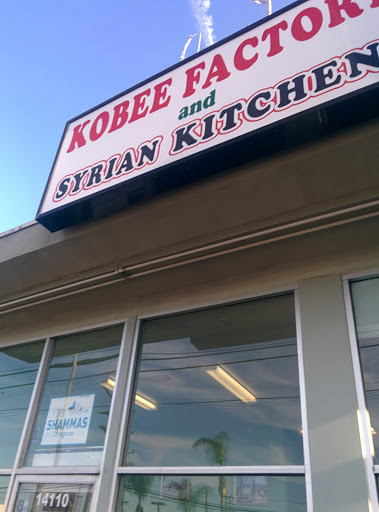 KOBEE FACTORY
and
SYRIAN KITCHEN
SHAMMAS
14110